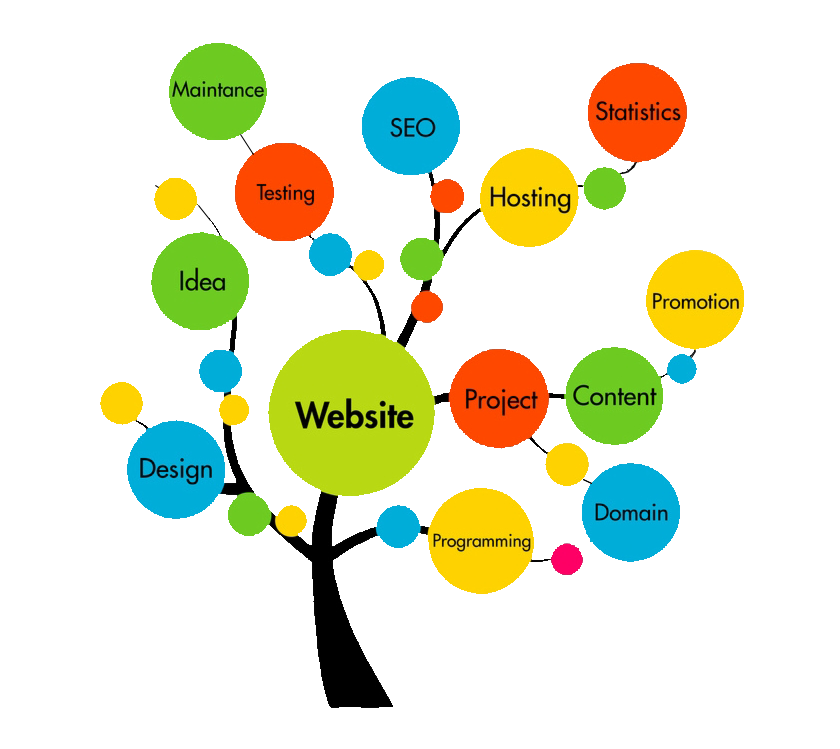 Maintance
SEO
Statistics
Testing
Hosting
Idea
Promotion
Website
Project
Content
Design
Domain
Programming